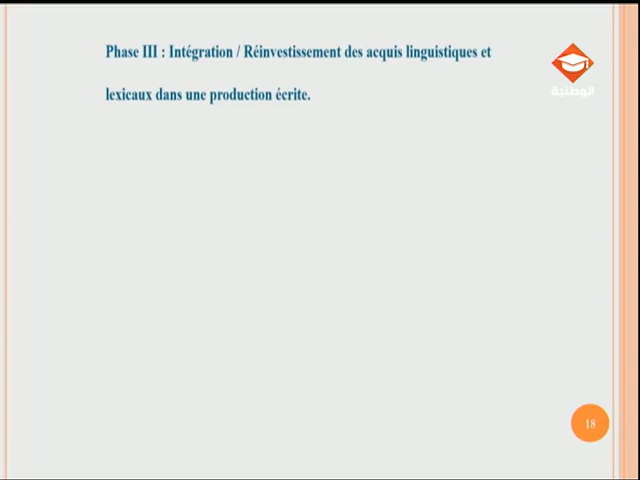 Phase III : Intégration / Réinvestissement des acquis linguistiques et
lexicaux dans une production écrite.
الوطنية
18